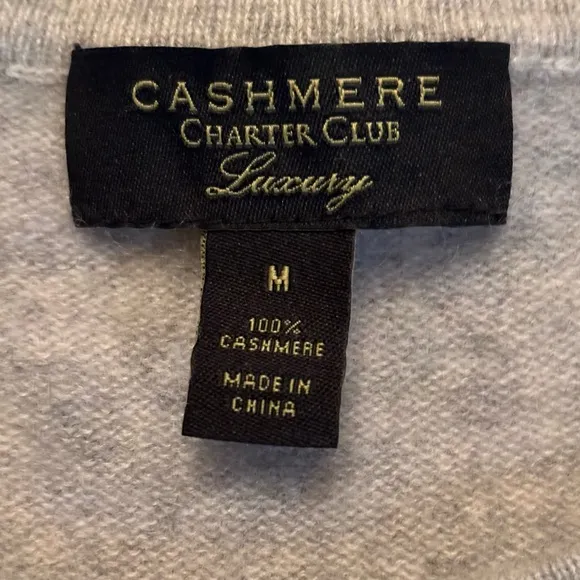 CASHMERE
CHARTER CLUB
Luxury
M
100%
CASHMERE
MADE IN
CHINA